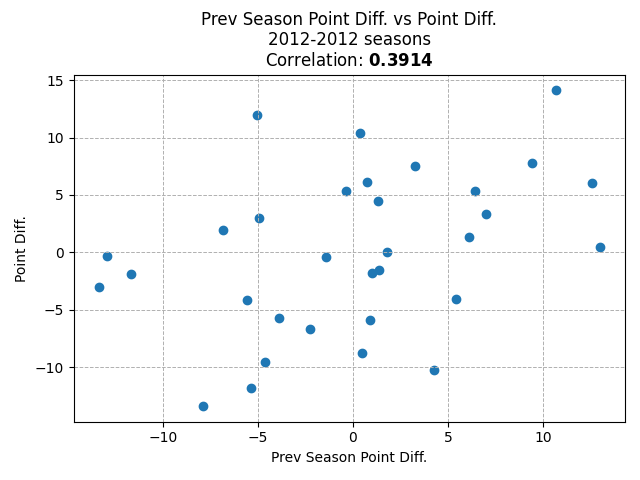 Prev Season Point Diff. vs Point Diff.
2012-2012 seasons
Correlation: 0.3914
Point Diff.
15
10
5
0
−5
−10
−10
−5
0
5
10
Prev Season Point Diff.